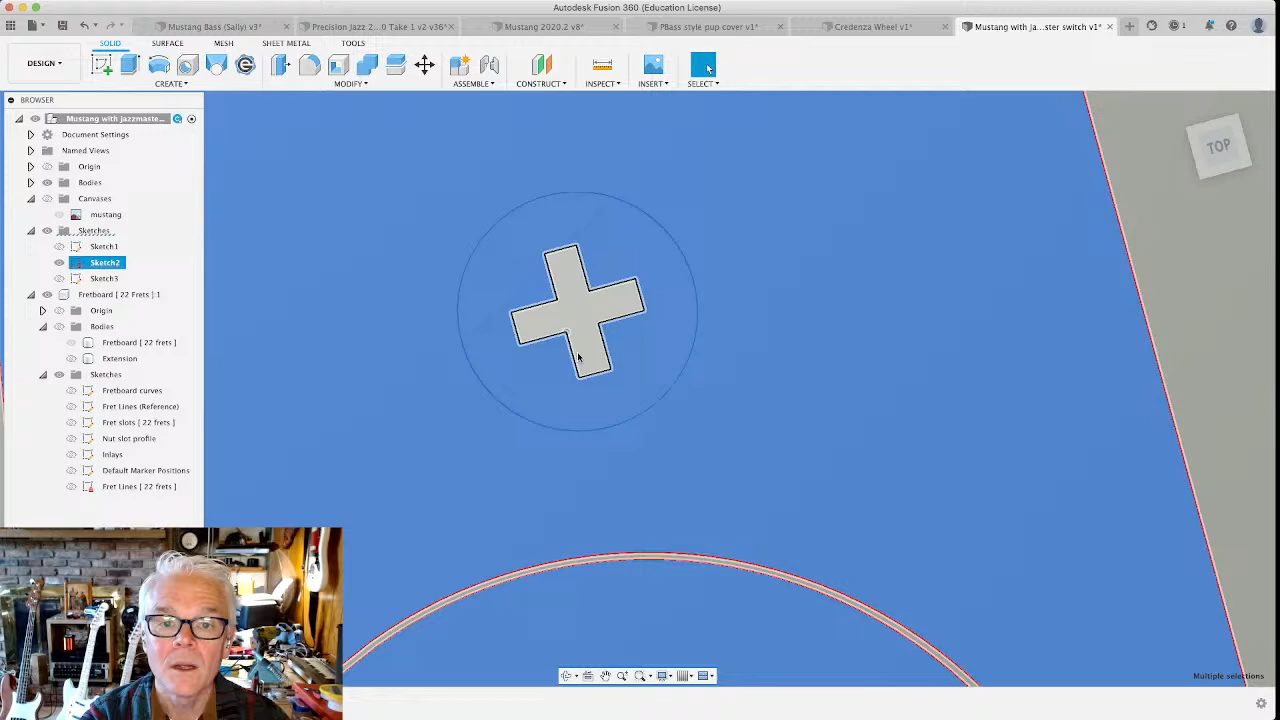 Autodesk Fusion 360 (Education License)
Mustang Bass (Sally) v3*
Precision Jazz 2...0 Take 1 v2 v36*
Mustang 2020.2 v8*
PBass style pup cover v1*
Credenza Wheel v1*
Mustang with Ja...ster switch v1*
1
SOLID SURFACE MESH SHEET METAL TOOLS
DESIGN
CREATE MODIFY ASSEMBLE CONSTRUCT INSPECT INSERT SELECT
BROWSER
Mustang with jazzmaste...
Document Settings
Named Views
Origin
Bodies
Canvases
mustang
Sketches
Sketch1
Sketch2
Sketch3
Fretboard [22 Frets]:1
Origin
Bodies
Fretboard [ 22 frets ]
Extension
Sketches
Fretboard curves
Fret Lines (Reference)
Fret slots [ 22 frets ]
Nut slot profile
Inlays
Default Marker Positions
Fret Lines [ 22 frets ]
TOP
Multiple selections